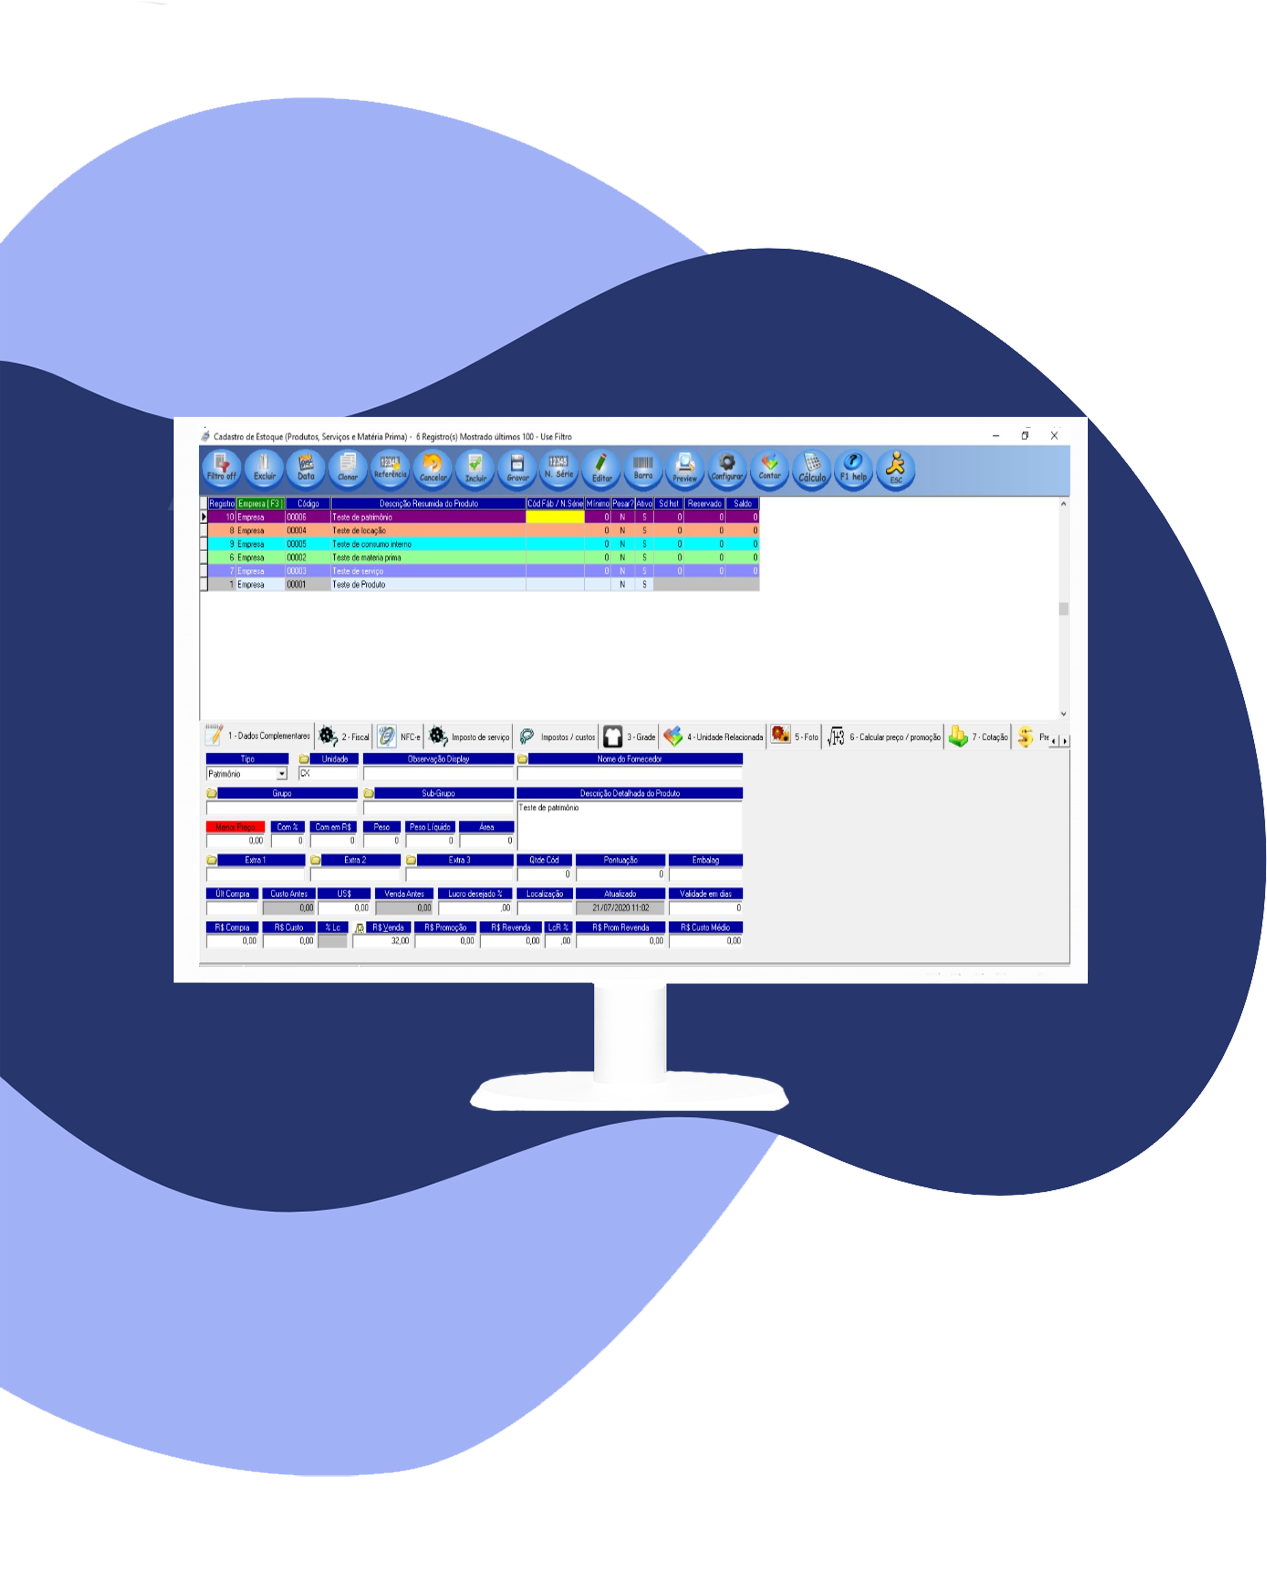 Cadastro de Estoque (Produtos, Serviços e Matéria Prima) - 6 Registro(s) Mostrado últimos 100 - Use Filtro
Filtro off Excluir Data Clonar Referência Cancelar Incluir Gravar N. Série Editar Barra Preview Configurar Contar Cálculo F1 help ESC
Registro Empresa [ F3 ] Código Descrição Resumida do Produto Cód Fáb / N.Série Mínimo Pesar? Ativo Sd hst Reservado Saldo
10 Empresa 00006 Teste de patrimônio 0 N S 0 0 0
8 Empresa 00004 Teste de locação 0 N S 0 0 0
9 Empresa 00005 Teste de consumo interno 0 N S 0 0 0
6 Empresa 00002 Teste de materia prima 0 N S 0 0 0
7 Empresa 00003 Teste de serviço 0 N S 0 0 0
1 Empresa 00001 Teste de Produto N S
1 - Dados Complementares 2 - Fiscal NFC-e Imposto de serviço Impostos / custos 3 - Grade 4 - Unidade Relacionada 5 - Foto 6 - Calcular preço / promoção 7 - Cotação
Tipo Unidade Observação Display Nome do Fornecedor
Patrimônio CX
Grupo Sub-Grupo Descrição Detalhada do Produto
Teste de patrimônio
Menor Preço Com % Com em R$ Peso Peso Líquido Área
0,00 0 0 0 0 0
Extra 1 Extra 2 Extra 3 Qtde Cód Pontuação Embalag
0 0
Últ Compra Custo Antes US$ Venda Antes Lucro desejado % Localização Atualizado Validade em dias
0,00 0,00 0,00 ,00 21/07/2020 11:02 0
R$ Compra R$ Custo % Lc R$ Venda R$ Promoção R$ Revenda LcR % R$ Prom Revenda R$ Custo Médio
0,00 0,00 32,00 0,00 0,00 ,00 0,00 0,00